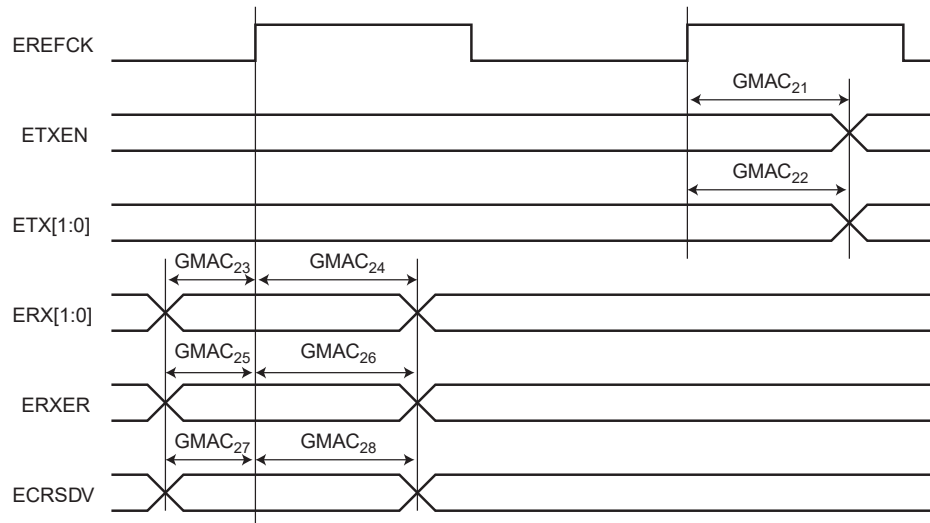 EREFCK
GMAC21
ETXEN
GMAC22
ETX[1:0]
GMAC23 GMAC24
ERX[1:0]
GMAC25 GMAC26
ERXER
GMAC27 GMAC28
ECRSDV